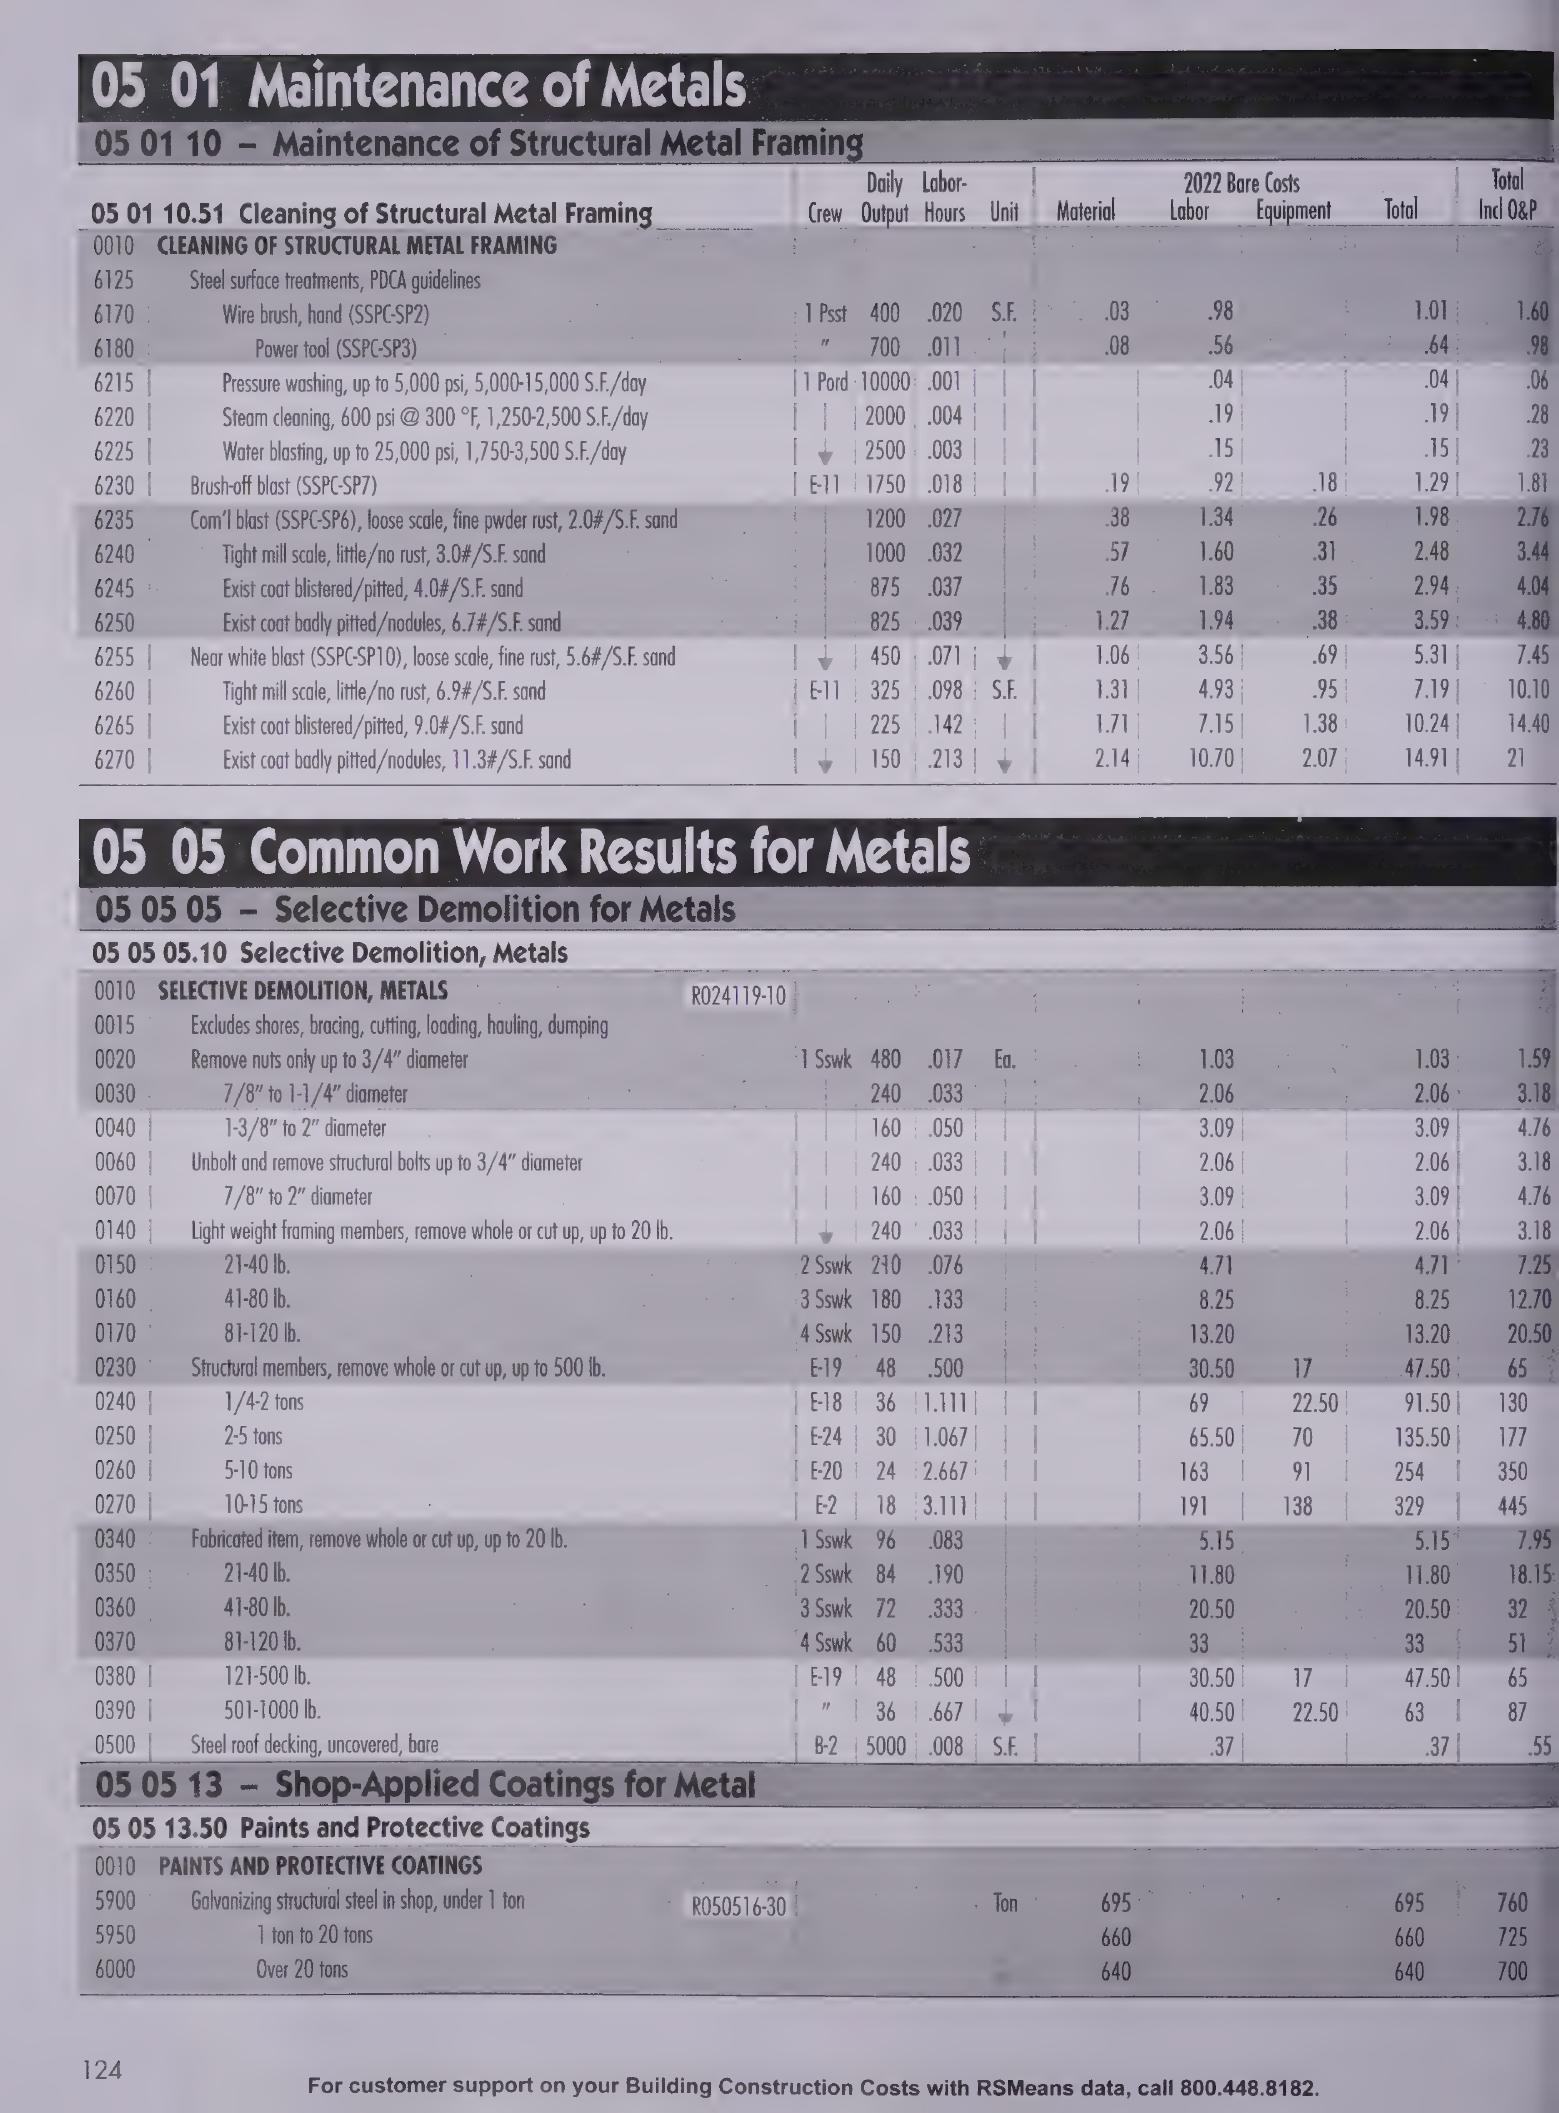 05 01 Maintenance of Metals
05 01 10 – Maintenance of Structural Metal Framing
05 01 10.51 Cleaning of Structural Metal Framing Crew Daily Output Labor-Hours Unit Material Labor 2022 Bare Costs Equipment Total Total Incl O&P
0010 CLEANING OF STRUCTURAL METAL FRAMING
6125 Steel surface treatments, PDCA guidelines
6170 Wire brush, hand (SSPC-SP2) 1 Psst 400 .020 S.F. .03 .98 1.01 1.60
6180 Power tool (SSPC-SP3) " 700 .011 .08 .56 .64 .98
6215 Pressure washing, up to 5,000 psi, 5,000-15,000 S.F./day 1 Pord 10000 .001 .04 .04 .06
6220 Steam cleaning, 600 psi @ 300 °F, 1,250-2,500 S.F./day 2000 .004 .19 .19 .28
6225 Water blasting, up to 25,000 psi, 1,750-3,500 S.F./day 2500 .003 .15 .15 .23
6230 Brush-off blast (SSPC-SP7) E-11 1750 .018 .19 .92 .18 1.29 1.81
6235 Com'l blast (SSPC-SP6), loose scale, fine pwder rust, 2.0#/S.F. sand 1200 .027 .38 1.34 .26 1.98 2.76
6240 Tight mill scale, little/no rust, 3.0#/S.F. sand 1000 .032 .57 1.60 .31 2.48 3.44
6245 Exist coat blistered/pitted, 4.0#/S.F. sand 875 .037 .76 1.83 .35 2.94 4.04
6250 Exist coat badly pitted/nodules, 6.7#/S.F. sand 825 .039 1.27 1.94 .38 3.59 4.80
6255 Near white blast (SSPC-SP10), loose scale, fine rust, 5.6#/S.F. sand 450 .071 1.06 3.56 .69 5.31 7.45
6260 Tight mill scale, little/no rust, 6.9#/S.F. sand E-11 325 .098 S.F. 1.31 4.93 .95 7.19 10.10
6265 Exist coat blistered/pitted, 9.0#/S.F. sand 225 .142 1.71 7.15 1.38 10.24 14.40
6270 Exist coat badly pitted/nodules, 11.3#/S.F. sand 150 .213 2.14 10.70 2.07 14.91 21
05 05 Common Work Results for Metals
05 05 05 – Selective Demolition for Metals
05 05 05.10 Selective Demolition, Metals
0010 SELECTIVE DEMOLITION, METALS R024119-10
0015 Excludes shores, bracing, cutting, loading, hauling, dumping
0020 Remove nuts only up to 3/4" diameter 1 Sswk 480 .017 Ea. 1.03 1.03 1.59
0030 7/8" to 1-1/4" diameter 240 .033 2.06 2.06 3.18
0040 1-3/8" to 2" diameter 160 .050 3.09 3.09 4.76
0060 Unbolt and remove structural bolts up to 3/4" diameter 240 .033 2.06 2.06 3.18
0070 7/8" to 2" diameter 160 .050 3.09 3.09 4.76
0140 Light weight framing members, remove whole or cut up, up to 20 lb. 240 .033 2.06 2.06 3.18
0150 21-40 lb. 2 Sswk 210 .076 4.71 4.71 7.25
0160 41-80 lb. 3 Sswk 180 .133 8.25 8.25 12.70
0170 81-120 lb. 4 Sswk 150 .213 13.20 13.20 20.50
0230 Structural members, remove whole or cut up, up to 500 lb. E-19 48 .500 30.50 17 47.50 65
0240 1/4-2 tons E-18 36 1.111 69 22.50 91.50 130
0250 2-5 tons E-24 30 1.067 65.50 70 135.50 177
0260 5-10 tons E-20 24 2.667 163 91 254 350
0270 10-15 tons E-2 18 3.111 191 138 329 445
0340 Fabricated item, remove whole or cut up, up to 20 lb. 1 Sswk 96 .083 5.15 5.15 7.95
0350 21-40 lb. 2 Sswk 84 .190 11.80 11.80 18.15
0360 41-80 lb. 3 Sswk 72 .333 20.50 20.50 32
0370 81-120 lb. 4 Sswk 60 .533 33 33 51
0380 121-500 lb. E-19 48 .500 30.50 17 47.50 65
0390 501-1000 lb. " 36 .667 40.50 22.50 63 87
0500 Steel roof decking, uncovered, bare B-2 5000 .008 S.F. .37 .37 .55
05 05 13 – Shop-Applied Coatings for Metal
05 05 13.50 Paints and Protective Coatings
0010 PAINTS AND PROTECTIVE COATINGS
5900 Galvanizing structural steel in shop, under 1 ton R050516-30 Ton 695 695 760
5950 1 ton to 20 tons 660 660 725
6000 Over 20 tons 640 640 700
124
For customer support on your Building Construction Costs with RSMeans data, call 800.448.8182.